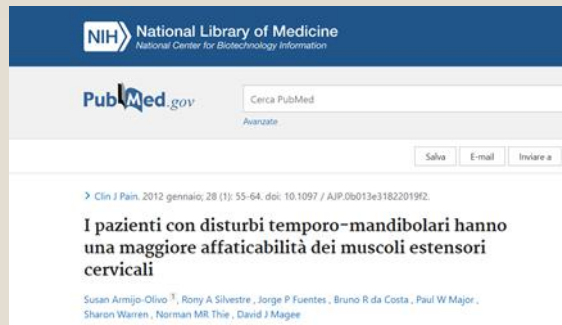 NIH National Library of Medicine
National Center for Biotechnology Information
PubMed.gov
Cerca PubMed
Avanzate
Salva E-mail Inviare a
> Clin J Pain. 2012 gennaio; 28 (1): 55-64. doi: 10.1097 / AJP.0b013e31822019f2.
I pazienti con disturbi temporo-mandibolari hanno
una maggiore affaticabilità dei muscoli estensori
cervicali
Susan Armijo-Olivo 1, Rony A Silvestre , Jorge P Fuentes , Bruno R da Costa , Paul W Major ,
Sharon Warren , Norman MR Thie , David J Magee